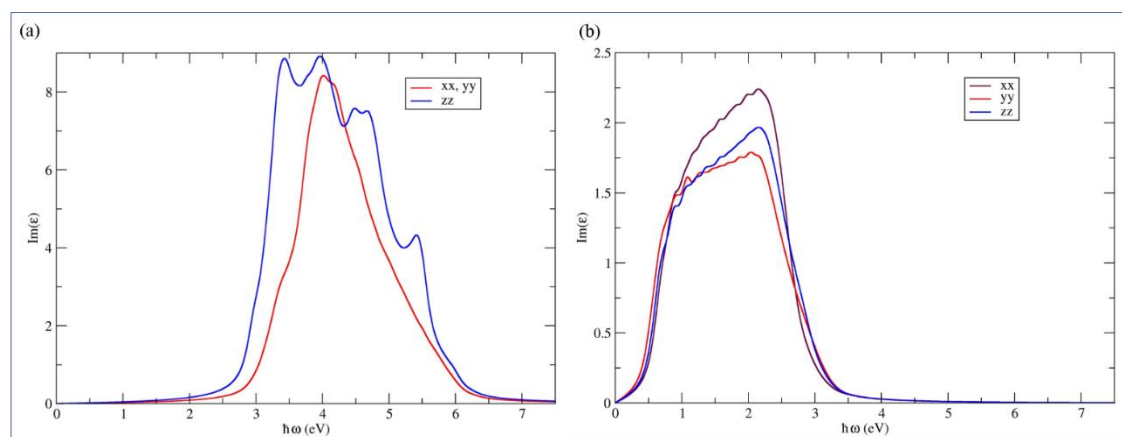 (a)
8
6
4
2
0
Im(ε)
xx, yy
zz
0 1 2 3 4 5 6 7
ħω (eV)
(b)
2.5
2
1.5
1
0.5
0
Im(ε)
xx
yy
zz
0 1 2 3 4 5 6 7
ħω (eV)